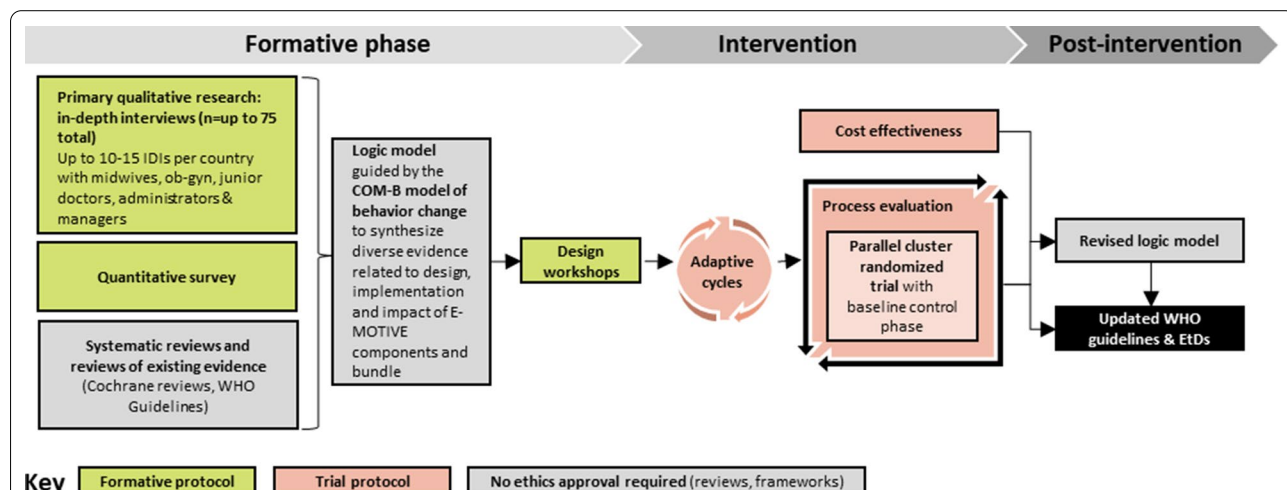 Formative phase
Intervention
Post-intervention
Primary qualitative research:
in-depth interviews (n=up to 75
total)
Up to 10-15 IDIs per country
with midwives, ob-gyn, junior
doctors, administrators &
managers
Quantitative survey
Systematic reviews and
reviews of existing evidence
(Cochrane reviews, WHO
Guidelines)
Logic model
guided by the
COM-B model of
behavior change
to synthesize
diverse evidence
related to design,
implementation
and impact of E-
MOTIVE
components and
bundle
Design
workshops
Adaptive
cycles
Cost effectiveness
Process evaluation
Parallel cluster
randomized
trial with
baseline control
phase
Revised logic model
Updated WHO
guidelines & EtDs
Key
Formative protocol
Trial protocol
No ethics approval required (reviews, frameworks)